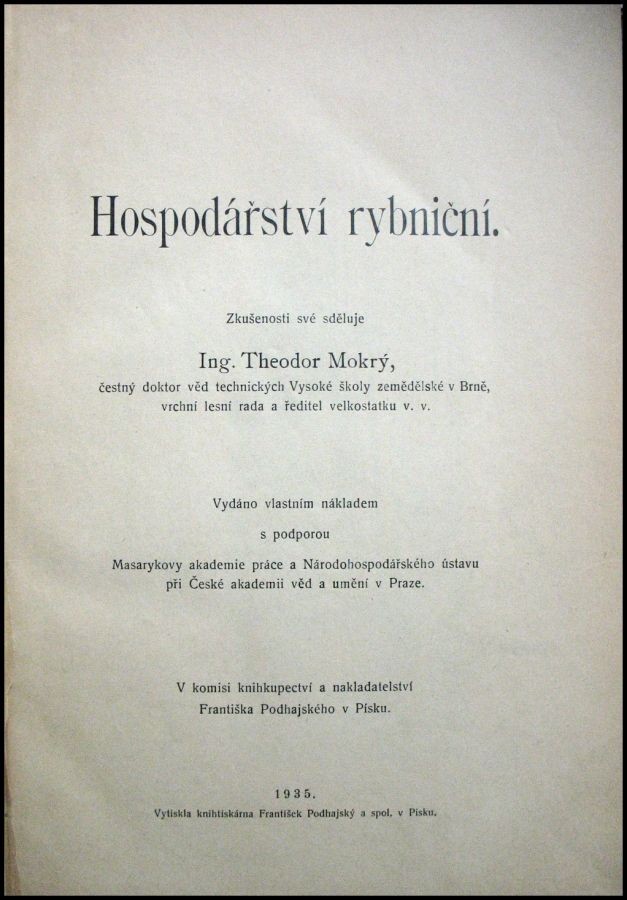 Hospodářství rybniční.
Zkušenosti své sděluje
Ing. Theodor Mokrý,
čestný doktor věd technických Vysoké školy zemědělské v Brně,
vrchní lesní rada a ředitel velkostatku v. v.
Vydáno vlastním nákladem
s podporou
Masarykovy akademie práce a Národohospodářského ústavu
při České akademii věd a umění v Praze.
V komisi knihkupectví a nakladatelství
Františka Podhajského v Písku.
1935.
Vytiskla knihtiskárna František Podhajský a spol. v Písku.